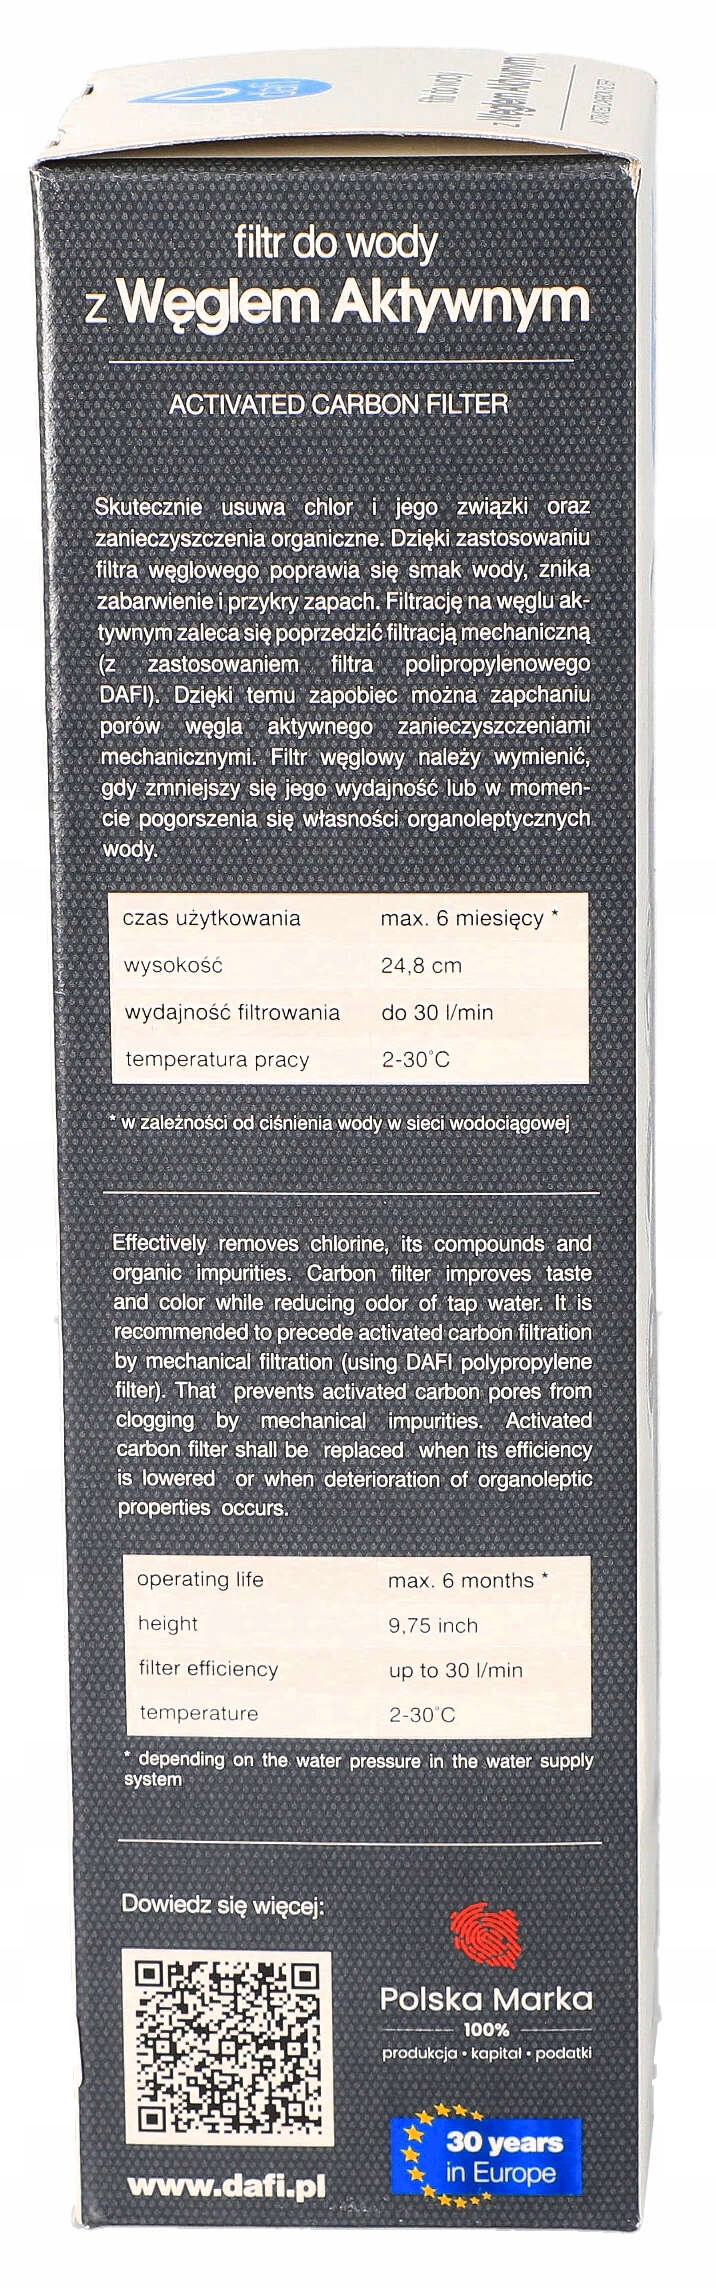 dafi
filtr do wody
z Węglem Aktywnym
filtr do wody
z Węglem Aktywnym
ACTIVATED CARBON FILTER
Skutecznie usuwa chlor i jego związki oraz
zanieczyszczenia organiczne. Dzięki zastosowaniu
filtra węglowego poprawia się smak wody, znika
zabarwienie i przykry zapach. Filtrację na węglu ak-
tywnym zaleca się poprzedzić filtracją mechaniczną
(z zastosowaniem filtra polipropylenowego
DAFI). Dzięki temu zapobiec można zapchaniu
porów węgla aktywnego zanieczyszczeniami
mechanicznymi. Filtr węglowy należy wymienić,
gdy zmniejszy się jego wydajność lub w momen-
cie pogorszenia się własności organoleptycznych
wody.
czas użytkowania max. 6 miesięcy *
wysokość 24,8 cm
wydajność filtrowania do 30 l/min
temperatura pracy 2-30°C
* w zależności od ciśnienia wody w sieci wodociągowej
Effectively removes chlorine, its compounds and
organic impurities. Carbon filter improves taste
and color while reducing odor of tap water. It is
recommended to precede activated carbon filtration
by mechanical filtration (using DAFI polypropylene
filter). That prevents activated carbon pores from
clogging by mechanical impurities. Activated
carbon filter shall be replaced when its efficiency
is lowered or when deterioration of organoleptic
properties occurs.
operating life max. 6 months *
height 9,75 inch
filter efficiency up to 30 l/min
temperature 2-30°C
* depending on the water pressure in the water supply
system
Dowiedz się więcej:
www.dafi.pl
Polska Marka
100%
produkcja • kapitał • podatki
30 years
in Europe